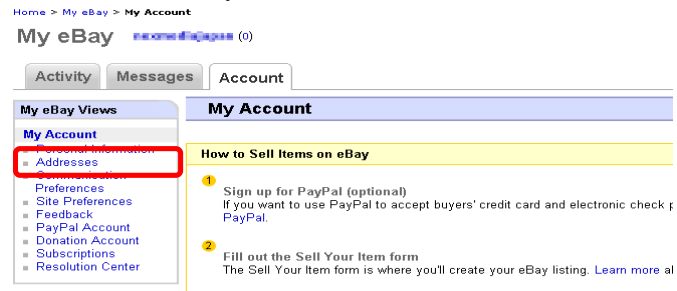 Home > My eBay > My Account
My eBay (0)
Activity Messages Account
My eBay Views
My Account
Personal Information
Addresses
Communication
Preferences
Site Preferences
Feedback
PayPal Account
Donation Account
Subscriptions
Resolution Center
My Account
How to Sell Items on eBay
1
Sign up for PayPal (optional)
If you want to use PayPal to accept buyers' credit card and electronic check
PayPal.
2
Fill out the Sell Your Item form
The Sell Your Item form is where you'll create your eBay listing. Learn more